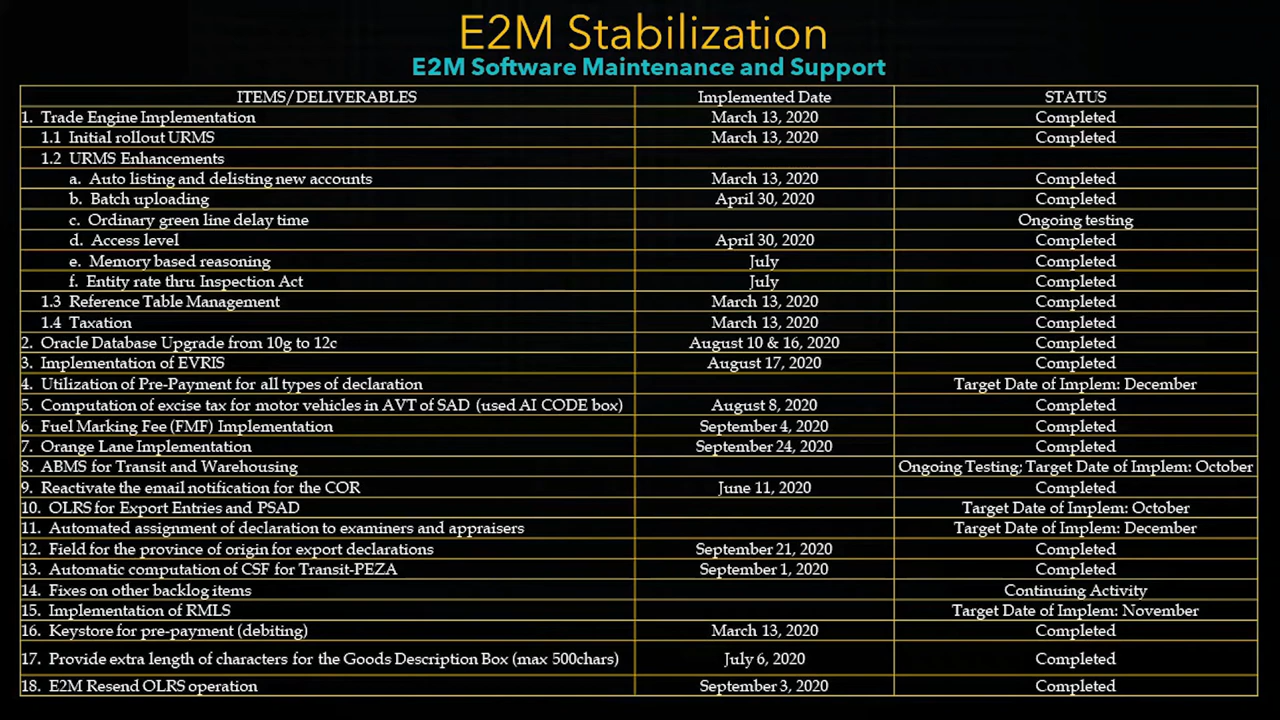 E2M Stabilization
E2M Software Maintenance and Support
ITEMS/DELIVERABLES Implemented Date STATUS
1. Trade Engine Implementation March 13, 2020 Completed
1.1 Initial rollout URMS March 13, 2020 Completed
1.2 URMS Enhancements
a. Auto listing and delisting new accounts March 13, 2020 Completed
b. Batch uploading April 30, 2020 Completed
c. Ordinary green line delay time Ongoing testing
d. Access level April 30, 2020 Completed
e. Memory based reasoning July Completed
f. Entity rate thru Inspection Act July Completed
1.3 Reference Table Management March 13, 2020 Completed
1.4 Taxation March 13, 2020 Completed
2. Oracle Database Upgrade from 10g to 12c August 10 & 16, 2020 Completed
3. Implementation of EVRIS August 17, 2020 Completed
4. Utilization of Pre-Payment for all types of declaration Target Date of Implem: December
5. Computation of excise tax for motor vehicles in AVT of SAD (used AI CODE box) August 8, 2020 Completed
6. Fuel Marking Fee (FMF) Implementation September 4, 2020 Completed
7. Orange Lane Implementation September 24, 2020 Completed
8. ABMS for Transit and Warehousing Ongoing Testing; Target Date of Implem: October
9. Reactivate the email notification for the COR June 11, 2020 Completed
10. OLRS for Export Entries and PSAD Target Date of Implem: October
11. Automated assignment of declaration to examiners and appraisers Target Date of Implem: December
12. Field for the province of origin for export declarations September 21, 2020 Completed
13. Automatic computation of CSF for Transit-PEZA September 1, 2020 Completed
14. Fixes on other backlog items Continuing Activity
15. Implementation of RMLS Target Date of Implem: November
16. Keystore for pre-payment (debiting) March 13, 2020 Completed
17. Provide extra length of characters for the Goods Description Box (max 500chars) July 6, 2020 Completed
18. E2M Resend OLRS operation September 3, 2020 Completed